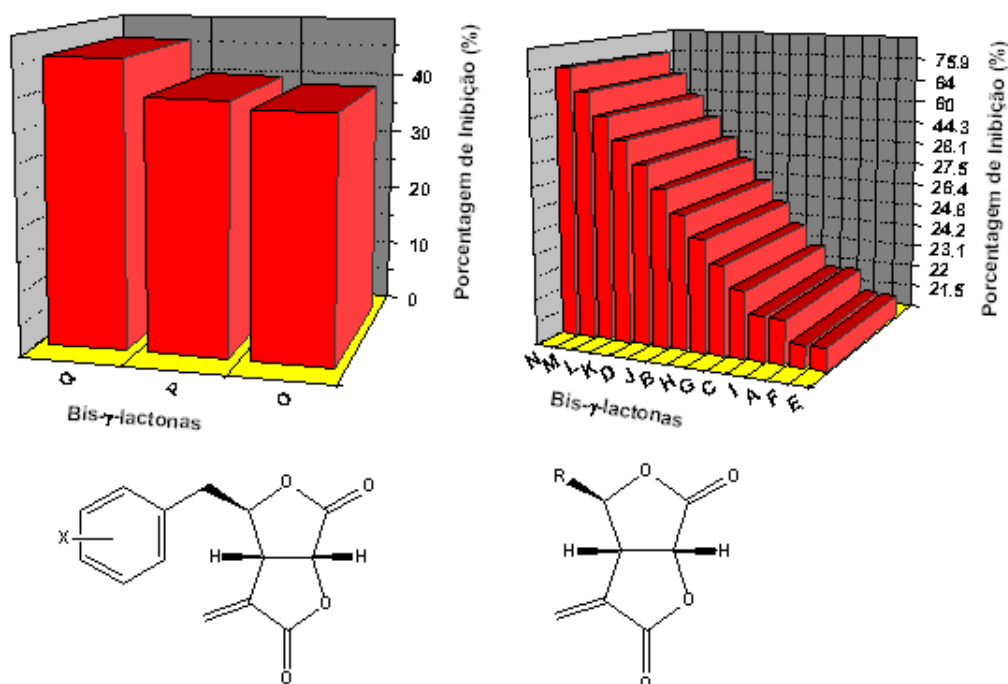 Porcentagem de Inibição (%)
40
30
20
10
0
Q P O
Bis-γ-lactonas
Porcentagem de Inibição (%)
75.9
64
60
44.3
28.1
27.5
26.4
24.8
24.2
23.1
22
21.5
N M L K D J B H G C I A F E
Bis-γ-lactonas
X
O
O
H
H
O
O
R
O
O
H
H
O
O